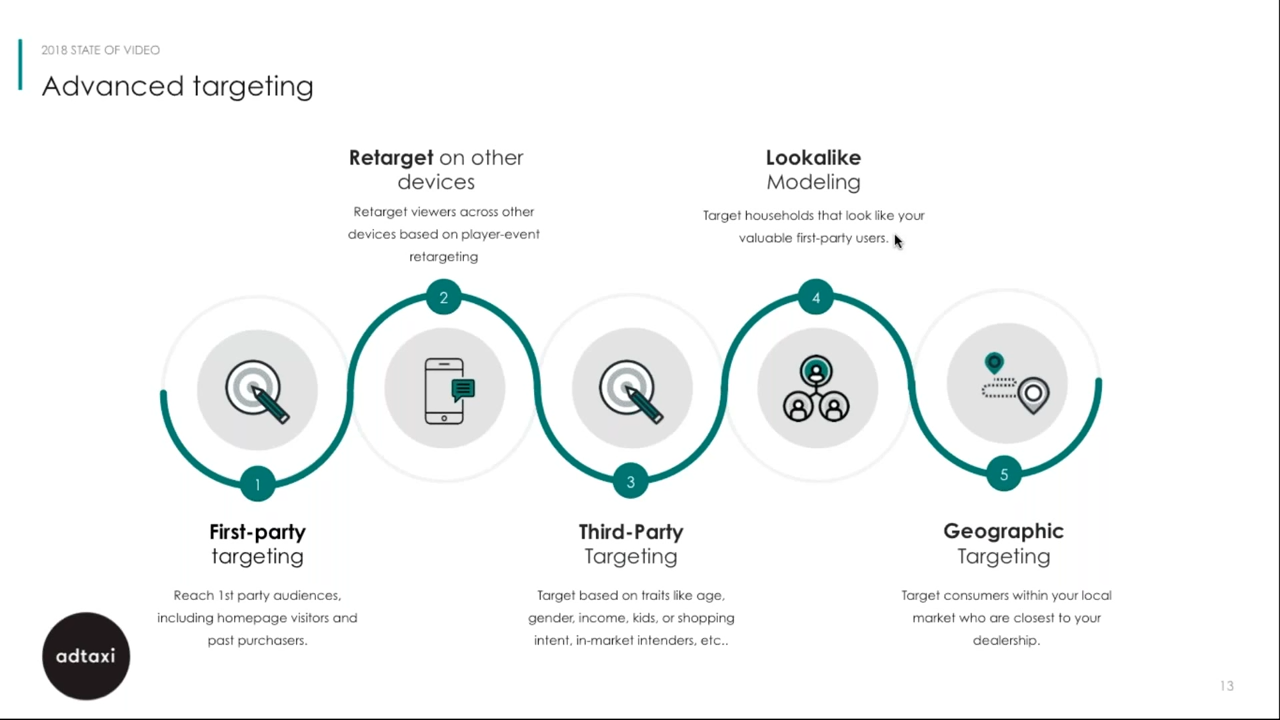 2018 STATE OF VIDEO
Advanced targeting
Retarget on other
devices
Retarget viewers across other
devices based on player-event
retargeting
Lookalike
Modeling
Target households that look like your
valuable first-party users.
2
4
1
3
5
First-party
targeting
Reach 1st party audiences,
including homepage visitors and
past purchasers.
Third-Party
Targeting
Target based on traits like age,
gender, income, kids, or shopping
intent, in-market intenders, etc..
Geographic
Targeting
Target consumers within your local
market who are closest to your
dealership.
adtaxi
13